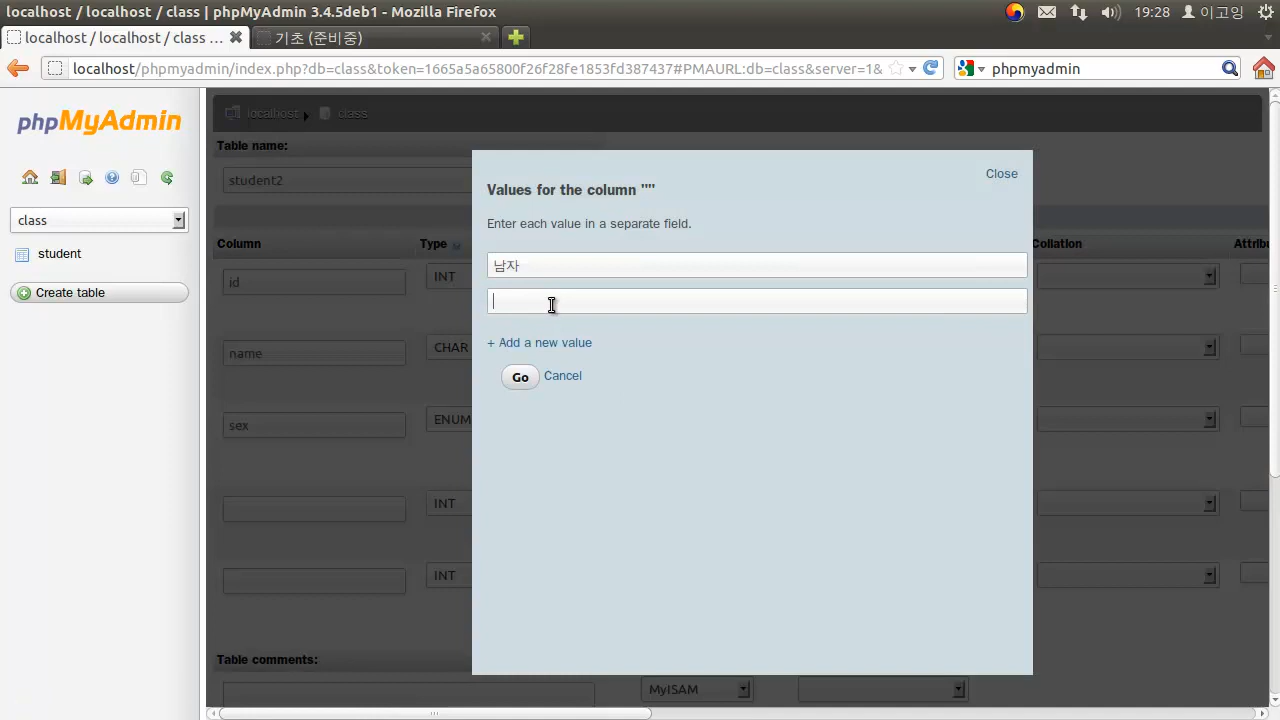 localhost / localhost / class | phpMyAdmin 3.4.5deb1 - Mozilla Firefox
19:28
이고잉
localhost / localhost / class ...
기초 (준비중)
localhost/phpmyadmin/index.php?db=class&token=1665a5a65800f26f28fe1853fd387437#PMAURL:db=class&server=1&
phpmyadmin
phpMyAdmin
class
student
Create table
localhost
class
Table name:
student2
Column
Type
Collation
Attribu
id
INT
name
CHAR
sex
ENUM
INT
INT
Table comments:
MyISAM
Close
Values for the column ""
Enter each value in a separate field.
남자
+ Add a new value
Go
Cancel